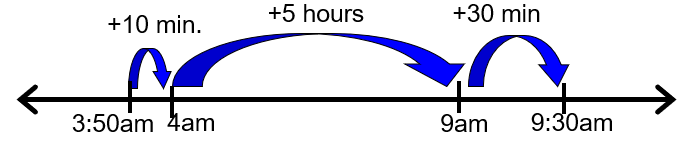 +10 min.
+5 hours
+30 min
3:50am
4am
9am
9:30am